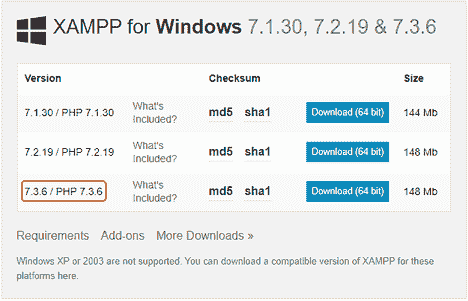 XAMPP for Windows 7.1.30, 7.2.19 & 7.3.6
Version Checksum Size
7.1.30 / PHP 7.1.30 What's Included? md5 sha1 Download (64 bit) 144 Mb
7.2.19 / PHP 7.2.19 What's Included? md5 sha1 Download (64 bit) 148 Mb
7.3.6 / PHP 7.3.6 What's Included? md5 sha1 Download (64 bit) 148 Mb
Requirements Add-ons More Downloads »
Windows XP or 2003 are not supported. You can download a compatible version of XAMPP for these
platforms here.